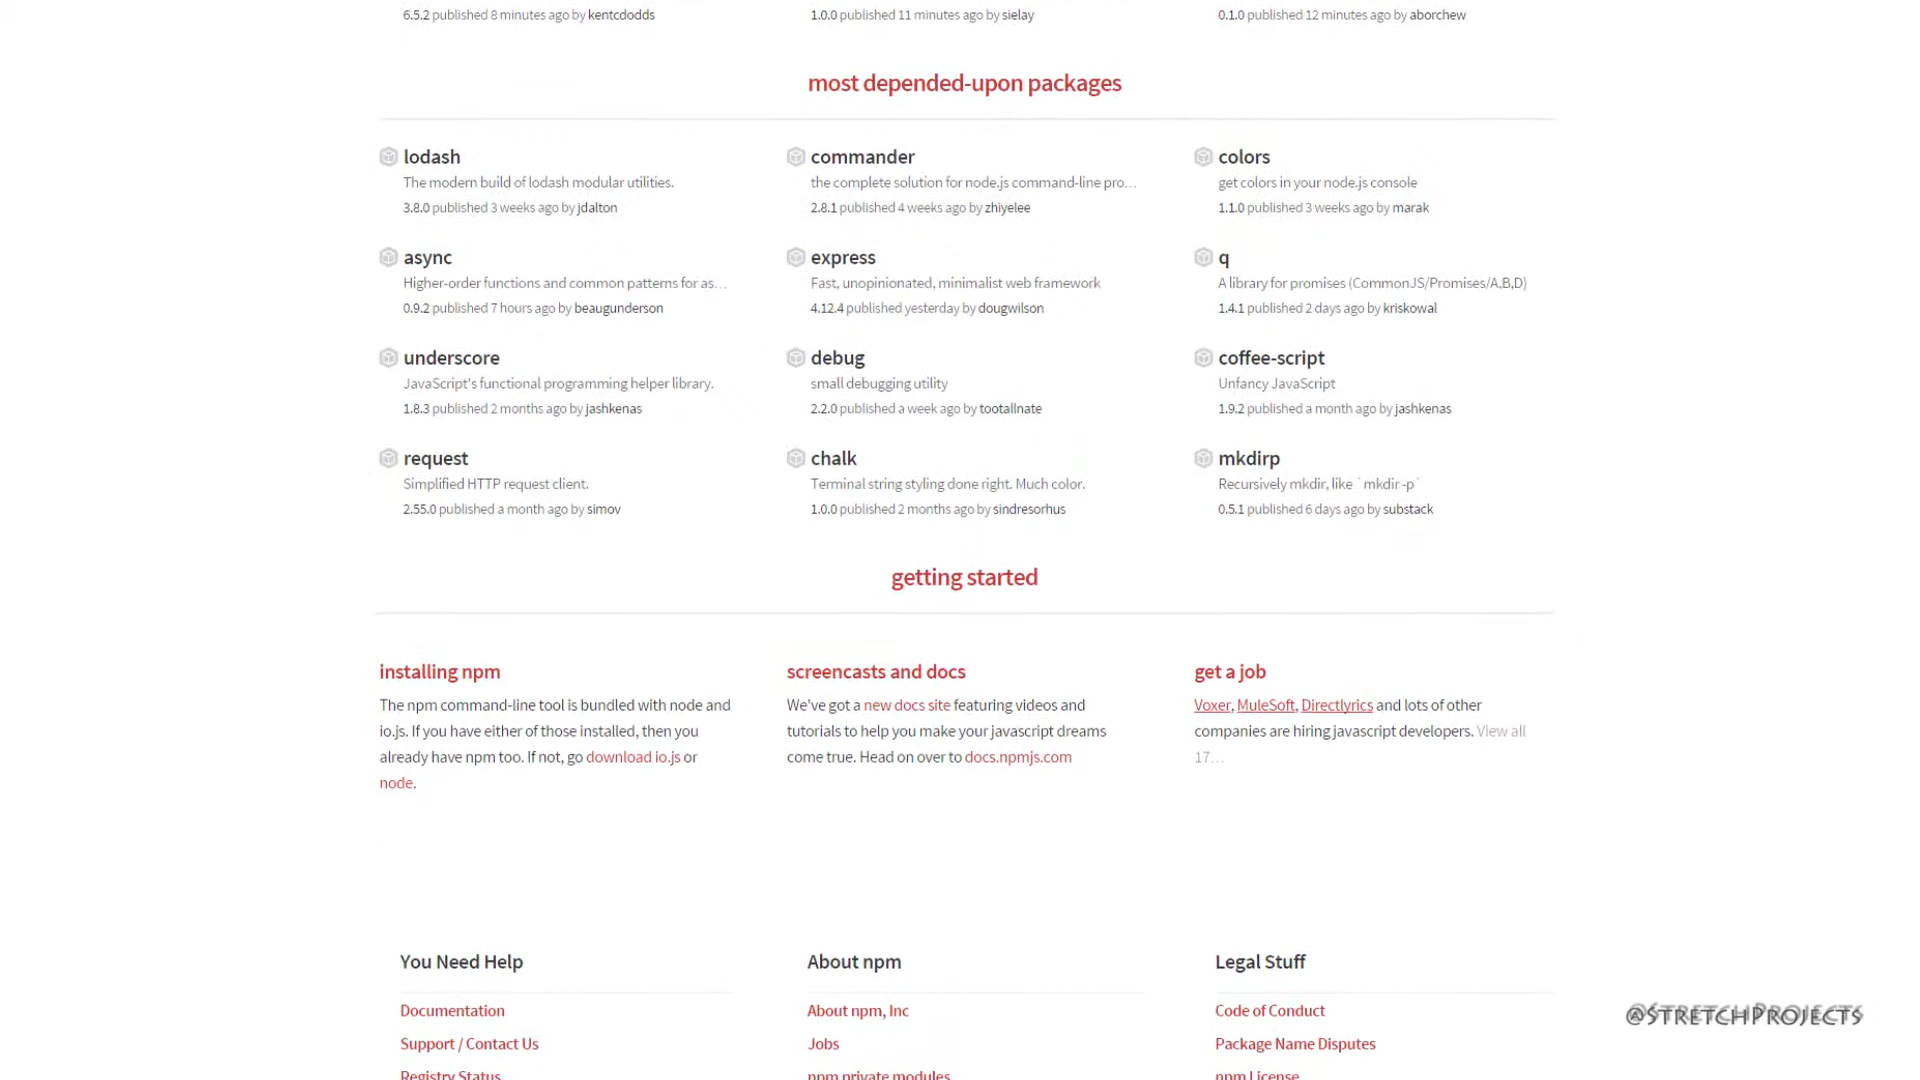 6.5.2 published 8 minutes ago by kentcdodds
1.0.0 published 11 minutes ago by sielay
0.1.0 published 12 minutes ago by aborchew
most depended-upon packages
lodash
The modern build of lodash modular utilities.
3.8.0 published 3 weeks ago by jdalton
commander
the complete solution for node.js command-line pro…
2.8.1 published 4 weeks ago by zhiyelee
colors
get colors in your node.js console
1.1.0 published 3 weeks ago by marak
async
Higher-order functions and common patterns for as…
0.9.2 published 7 hours ago by beaugunderson
express
Fast, unopinionated, minimalist web framework
4.12.4 published yesterday by dougwilson
q
A library for promises (CommonJS/Promises/A,B,D)
1.4.1 published 2 days ago by kriskowal
underscore
JavaScript's functional programming helper library.
1.8.3 published 2 months ago by jashkenas
debug
small debugging utility
2.2.0 published a week ago by tootallnate
coffee-script
Unfancy JavaScript
1.9.2 published a month ago by jashkenas
request
Simplified HTTP request client.
2.55.0 published a month ago by simov
chalk
Terminal string styling done right. Much color.
1.0.0 published 2 months ago by sindresorhus
mkdirp
Recursively mkdir, like `mkdir -p`
0.5.1 published 6 days ago by substack
getting started
installing npm
The npm command-line tool is bundled with node and
io.js. If you have either of those installed, then you
already have npm too. If not, go download io.js or
node.
screencasts and docs
We've got a new docs site featuring videos and
tutorials to help you make your javascript dreams
come true. Head on over to docs.npmjs.com
get a job
Voxer, MuleSoft, Directlyrics and lots of other
companies are hiring javascript developers. View all
17…
You Need Help
Documentation
Support / Contact Us
Registry Status
About npm
About npm, Inc
Jobs
npm private modules
Legal Stuff
Code of Conduct
Package Name Disputes
npm License
@StretchProjects